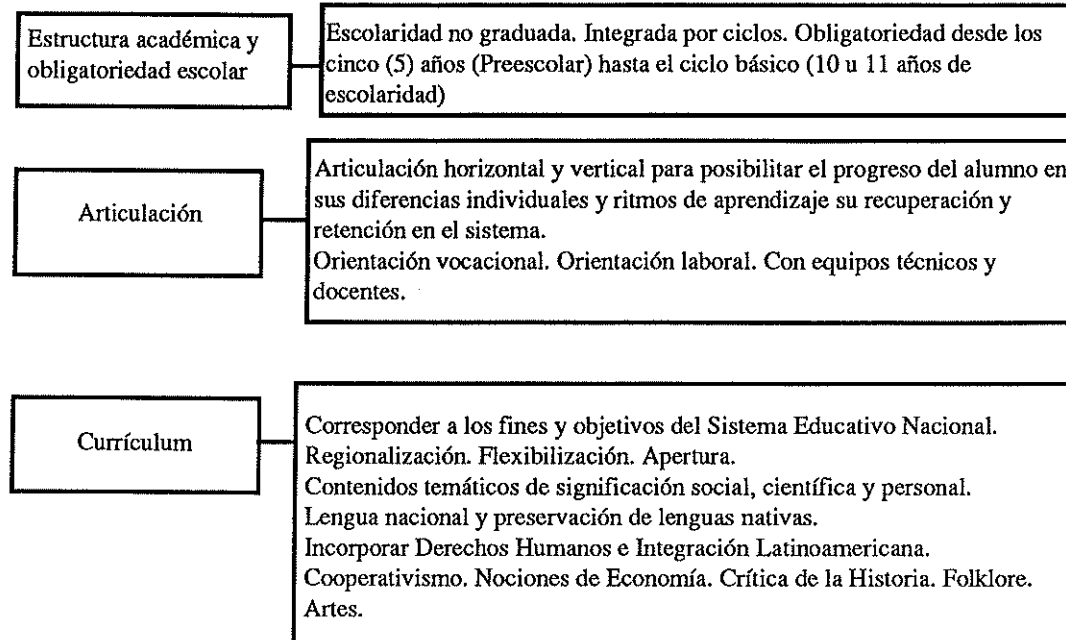 Estructura académica y
obligatoriedad escolar
Escolaridad no graduada. Integrada por ciclos. Obligatoriedad desde los
cinco (5) años (Preescolar) hasta el ciclo básico (10 u 11 años de
escolaridad)
Articulación
Articulación horizontal y vertical para posibilitar el progreso del alumno en
sus diferencias individuales y ritmos de aprendizaje su recuperación y
retención en el sistema.
Orientación vocacional. Orientación laboral. Con equipos técnicos y
docentes.
Currículum
Corresponder a los fines y objetivos del Sistema Educativo Nacional.
Regionalización. Flexibilización. Apertura.
Contenidos temáticos de significación social, científica y personal.
Lengua nacional y preservación de lenguas nativas.
Incorporar Derechos Humanos e Integración Latinoamericana.
Cooperativismo. Nociones de Economía. Crítica de la Historia. Folklore.
Artes.